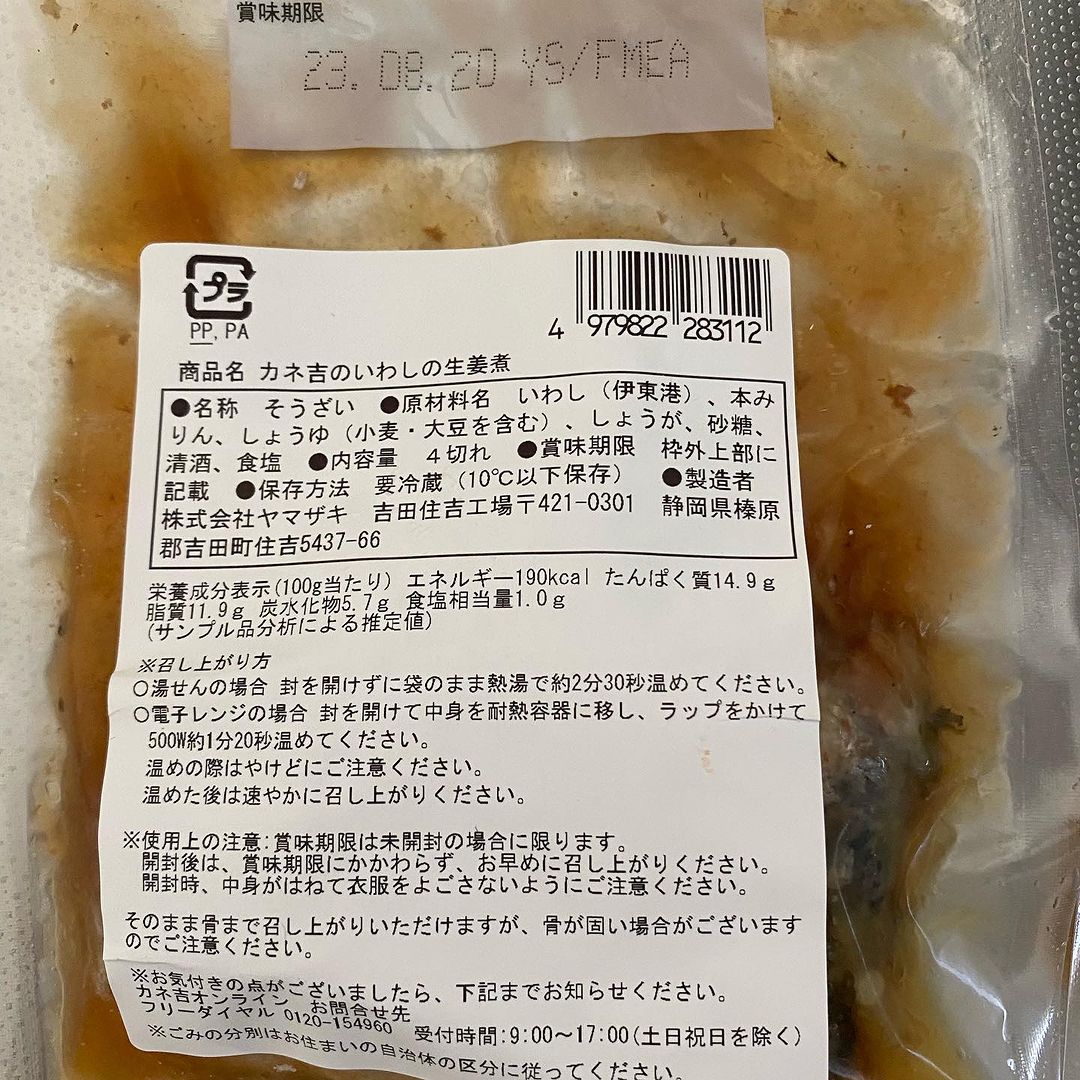 賞味期限
23.08.20 YS/FMEA
プラ
PP, PA
4 979822 283112
商品名 カネ吉のいわしの生姜煮
●名称 そうざい ●原材料名 いわし（伊東港）、本み
りん、しょうゆ（小麦・大豆を含む）、しょうが、砂糖、
清酒、食塩 ●内容量 4切れ ●賞味期限 枠外上部に
記載 ●保存方法 要冷蔵（10℃以下保存） ●製造者
株式会社ヤマザキ 吉田住吉工場〒421-0301 静岡県榛原
郡吉田町住吉5437-66
栄養成分表示(100g当たり) エネルギー190kcal たんぱく質14.9g
脂質11.9g 炭水化物5.7g 食塩相当量1.0g
(サンプル品分析による推定値)
※召し上がり方
○湯せんの場合 封を開けずに袋のまま熱湯で約2分30秒温めてください。
○電子レンジの場合 封を開けて中身を耐熱容器に移し、ラップをかけて
500W約1分20秒温めてください。
温めの際はやけどにご注意ください。
温めた後は速やかに召し上がりください。
※使用上の注意:賞味期限は未開封の場合に限ります。
開封後は、賞味期限にかかわらず、お早めに召し上がりください。
開封時、中身がはねて衣服をよごさないようにご注意ください。
そのまま骨まで召し上がりいただけますが、骨が固い場合がございます
のでご注意ください。
※お気付きの点がございましたら、下記までお知らせください。
カネ吉オンライン お問合せ先
フリーダイヤル 0120-154960 受付時間:9:00〜17:00(土日祝日を除く)
※ごみの分別はお住まいの自治体の区分に従ってください。